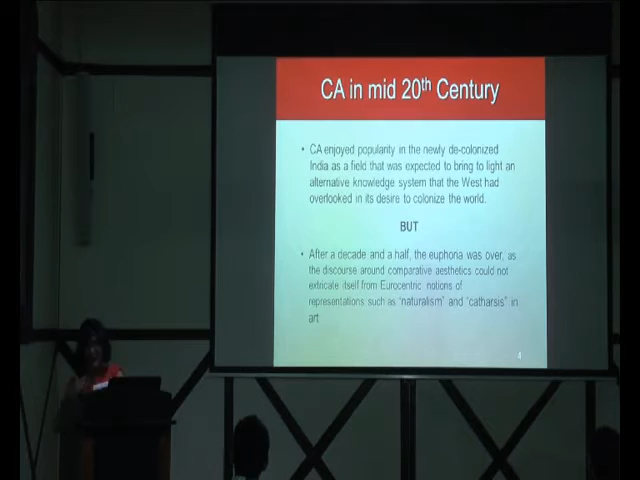 CA in mid 20th Century
• CA enjoyed popularity in the newly de-colonized
India as a field that was expected to bring to light an
alternative knowledge system that the West had
overlooked in its desire to colonize the world.
BUT
• After a decade and a half, the euphoria was over, as
the discourse around comparative aesthetics could not
extricate itself from Eurocentric notions of
representations such as "naturalism" and "catharsis" in
art
4